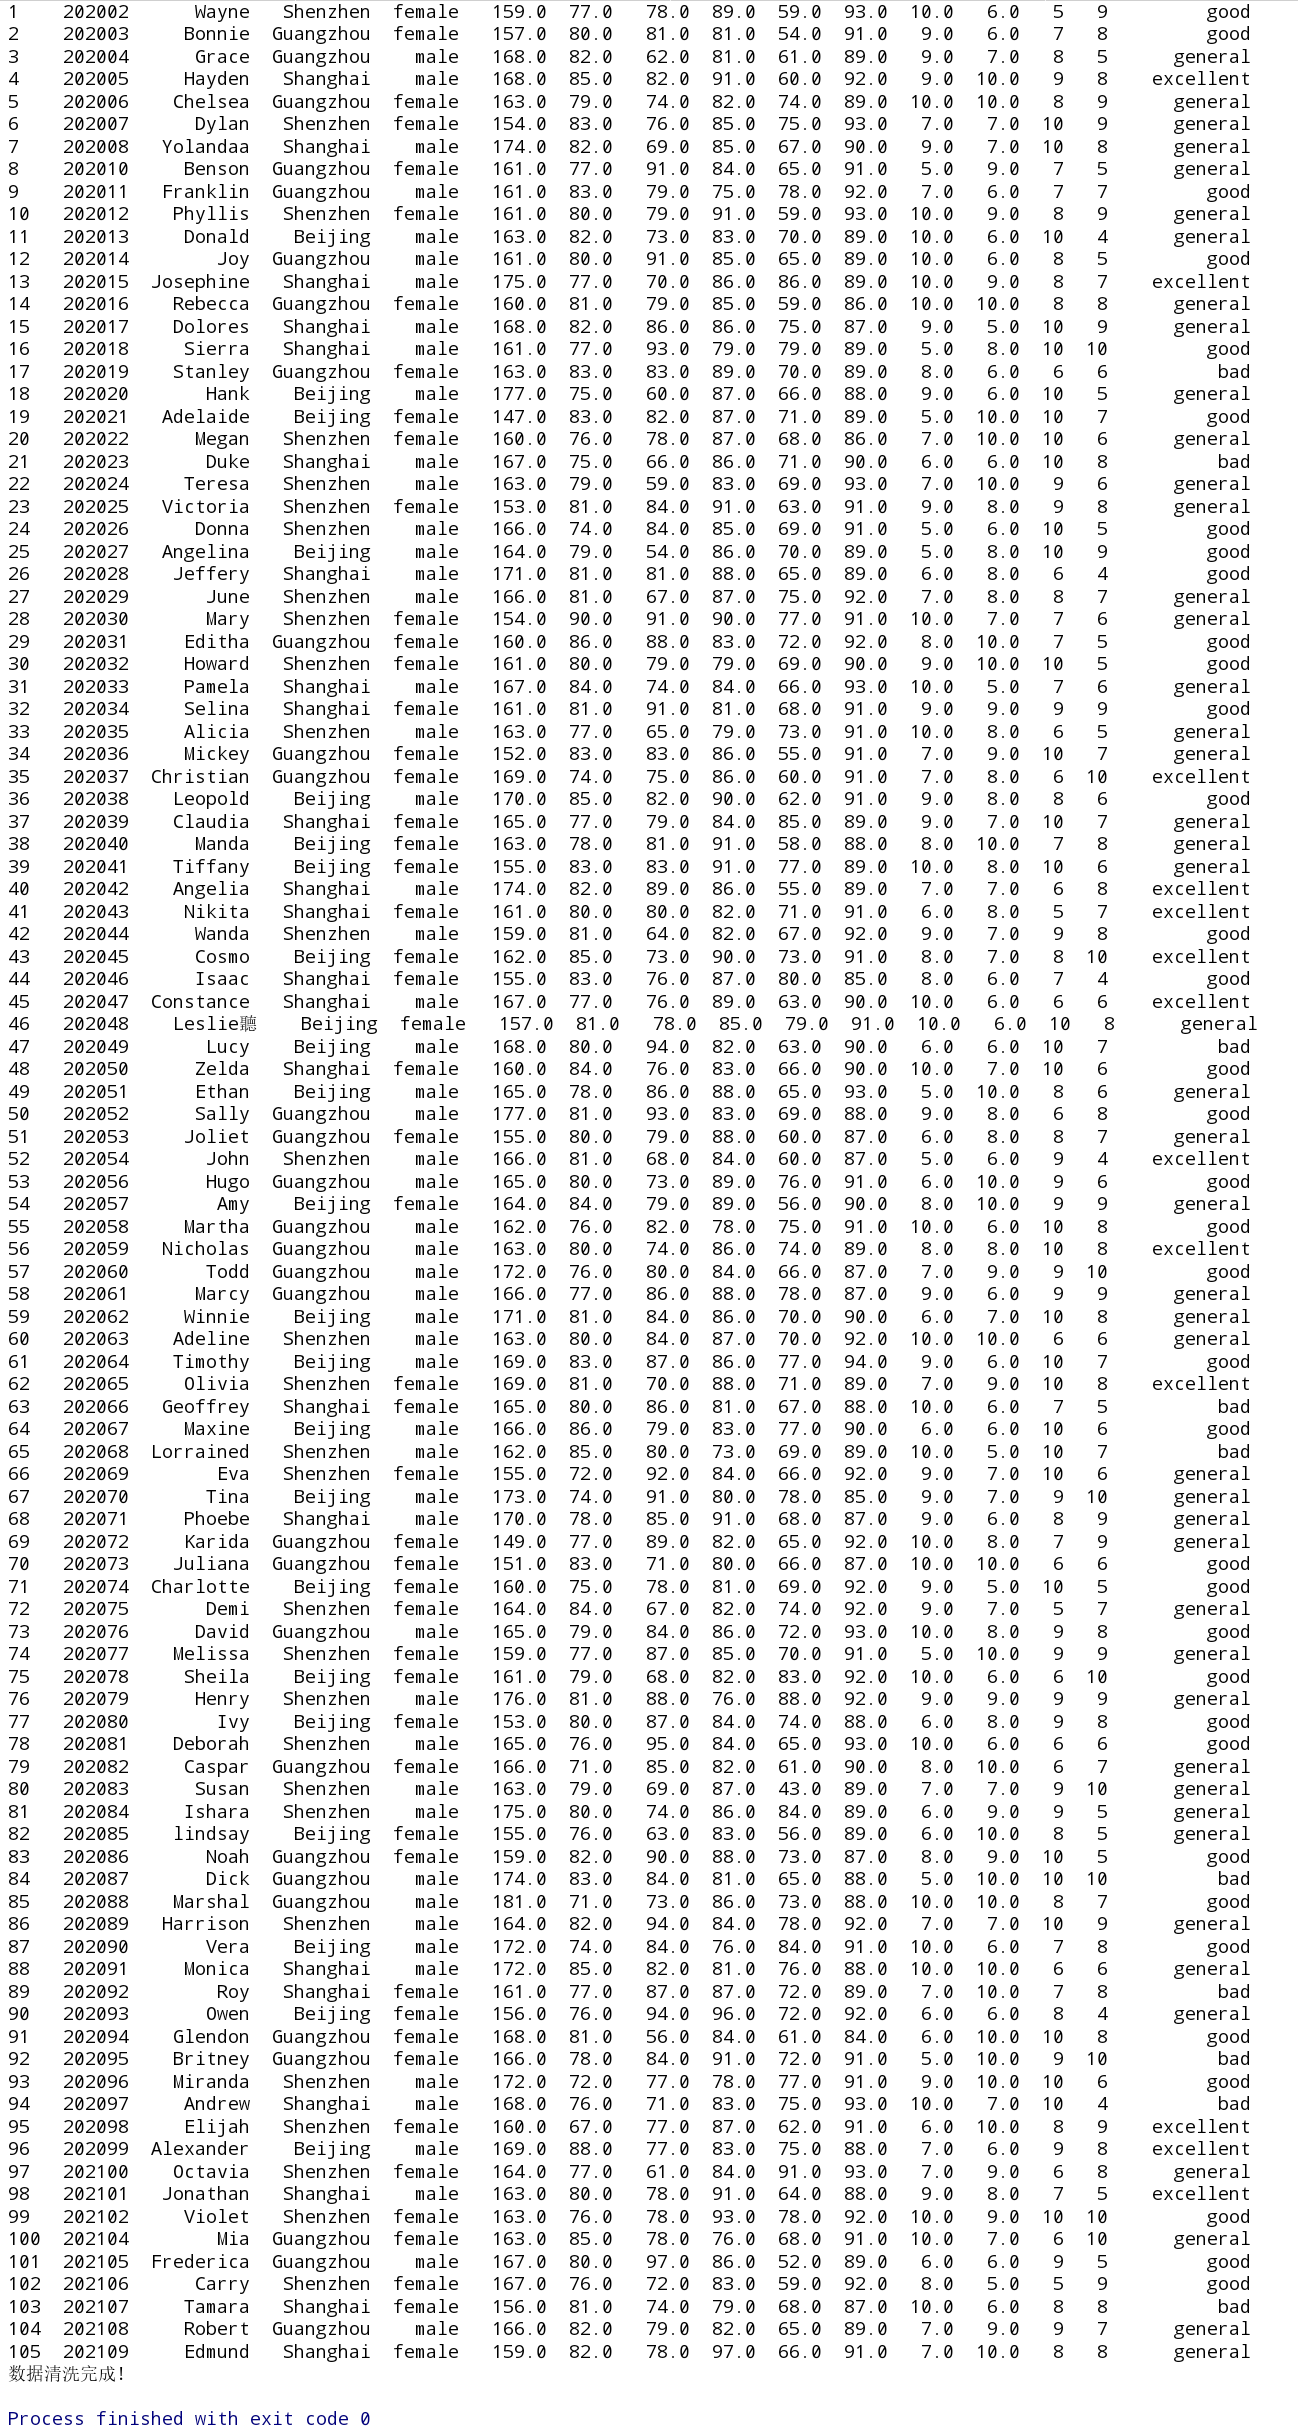 1 202002 Wayne Shenzhen female 159.0 77.0 78.0 89.0 59.0 93.0 10.0 6.0 5 9 good
2 202003 Bonnie Guangzhou female 157.0 80.0 81.0 81.0 54.0 91.0 9.0 6.0 7 8 good
3 202004 Grace Guangzhou male 168.0 82.0 62.0 81.0 61.0 89.0 9.0 7.0 8 5 general
4 202005 Hayden Shanghai male 168.0 85.0 82.0 91.0 60.0 92.0 9.0 10.0 9 8 excellent
5 202006 Chelsea Guangzhou female 163.0 79.0 74.0 82.0 74.0 89.0 10.0 10.0 8 9 general
6 202007 Dylan Shenzhen female 154.0 83.0 76.0 85.0 75.0 93.0 7.0 7.0 10 9 general
7 202008 Yolandaa Shanghai male 174.0 82.0 69.0 85.0 67.0 90.0 9.0 7.0 10 8 general
8 202010 Benson Guangzhou female 161.0 77.0 91.0 84.0 65.0 91.0 5.0 9.0 7 5 general
9 202011 Franklin Guangzhou male 161.0 83.0 79.0 75.0 78.0 92.0 7.0 6.0 7 7 good
10 202012 Phyllis Shenzhen female 161.0 80.0 79.0 91.0 59.0 93.0 10.0 9.0 8 9 general
11 202013 Donald Beijing male 163.0 82.0 73.0 83.0 70.0 89.0 10.0 6.0 10 4 general
12 202014 Joy Guangzhou male 161.0 80.0 91.0 85.0 65.0 89.0 10.0 6.0 8 5 good
13 202015 Josephine Shanghai male 175.0 77.0 70.0 86.0 86.0 89.0 10.0 9.0 8 7 excellent
14 202016 Rebecca Guangzhou female 160.0 81.0 79.0 85.0 59.0 86.0 10.0 10.0 8 8 general
15 202017 Dolores Shanghai male 168.0 82.0 86.0 86.0 75.0 87.0 9.0 5.0 10 9 general
16 202018 Sierra Shanghai male 161.0 77.0 93.0 79.0 79.0 89.0 5.0 8.0 10 10 good
17 202019 Stanley Guangzhou female 163.0 83.0 83.0 89.0 70.0 89.0 8.0 6.0 6 6 bad
18 202020 Hank Beijing male 177.0 75.0 60.0 87.0 66.0 88.0 9.0 6.0 10 5 general
19 202021 Adelaide Beijing female 147.0 83.0 82.0 87.0 71.0 89.0 5.0 10.0 10 7 good
20 202022 Megan Shenzhen female 160.0 76.0 78.0 87.0 68.0 86.0 7.0 10.0 10 6 general
21 202023 Duke Shanghai male 167.0 75.0 66.0 86.0 71.0 90.0 6.0 6.0 10 8 bad
22 202024 Teresa Shenzhen male 163.0 79.0 59.0 83.0 69.0 93.0 7.0 10.0 9 6 general
23 202025 Victoria Shenzhen female 153.0 81.0 84.0 91.0 63.0 91.0 9.0 8.0 9 8 general
24 202026 Donna Shenzhen male 166.0 74.0 84.0 85.0 69.0 91.0 5.0 6.0 10 5 good
25 202027 Angelina Beijing male 164.0 79.0 54.0 86.0 70.0 89.0 5.0 8.0 10 9 good
26 202028 Jeffery Shanghai male 171.0 81.0 81.0 88.0 65.0 89.0 6.0 8.0 6 4 good
27 202029 June Shenzhen male 166.0 81.0 67.0 87.0 75.0 92.0 7.0 8.0 8 7 general
28 202030 Mary Shenzhen female 154.0 90.0 91.0 90.0 77.0 91.0 10.0 7.0 7 6 general
29 202031 Editha Guangzhou female 160.0 86.0 88.0 83.0 72.0 92.0 8.0 10.0 7 5 good
30 202032 Howard Shenzhen female 161.0 80.0 79.0 79.0 69.0 90.0 9.0 10.0 10 5 good
31 202033 Pamela Shanghai male 167.0 84.0 74.0 84.0 66.0 93.0 10.0 5.0 7 6 general
32 202034 Selina Shanghai female 161.0 81.0 91.0 81.0 68.0 91.0 9.0 9.0 9 9 good
33 202035 Alicia Shenzhen male 163.0 77.0 65.0 79.0 73.0 91.0 10.0 8.0 6 5 general
34 202036 Mickey Guangzhou female 152.0 83.0 83.0 86.0 55.0 91.0 7.0 9.0 10 7 general
35 202037 Christian Guangzhou female 169.0 74.0 75.0 86.0 60.0 91.0 7.0 8.0 6 10 excellent
36 202038 Leopold Beijing male 170.0 85.0 82.0 90.0 62.0 91.0 9.0 8.0 8 6 good
37 202039 Claudia Shanghai female 165.0 77.0 79.0 84.0 85.0 89.0 9.0 7.0 10 7 general
38 202040 Manda Beijing female 163.0 78.0 81.0 91.0 58.0 88.0 8.0 10.0 7 8 general
39 202041 Tiffany Beijing female 155.0 83.0 83.0 91.0 77.0 89.0 10.0 8.0 10 6 general
40 202042 Angelia Shanghai male 174.0 82.0 89.0 86.0 55.0 89.0 7.0 7.0 6 8 excellent
41 202043 Nikita Shanghai female 161.0 80.0 80.0 82.0 71.0 91.0 6.0 8.0 5 7 excellent
42 202044 Wanda Shenzhen male 159.0 81.0 64.0 82.0 67.0 92.0 9.0 7.0 9 8 good
43 202045 Cosmo Beijing female 162.0 85.0 73.0 90.0 73.0 91.0 8.0 7.0 8 10 excellent
44 202046 Isaac Shanghai female 155.0 83.0 76.0 87.0 80.0 85.0 8.0 6.0 7 4 good
45 202047 Constance Shanghai male 167.0 77.0 76.0 89.0 63.0 90.0 10.0 6.0 6 6 excellent
46 202048 Leslie聽 Beijing female 157.0 81.0 78.0 85.0 79.0 91.0 10.0 6.0 10 8 general
47 202049 Lucy Beijing male 168.0 80.0 94.0 82.0 63.0 90.0 6.0 6.0 10 7 bad
48 202050 Zelda Shanghai female 160.0 84.0 76.0 83.0 66.0 90.0 10.0 7.0 10 6 good
49 202051 Ethan Beijing male 165.0 78.0 86.0 88.0 65.0 93.0 5.0 10.0 8 6 general
50 202052 Sally Guangzhou male 177.0 81.0 93.0 83.0 69.0 88.0 9.0 8.0 6 8 good
51 202053 Joliet Guangzhou female 155.0 80.0 79.0 88.0 60.0 87.0 6.0 8.0 8 7 general
52 202054 John Shenzhen male 166.0 81.0 68.0 84.0 60.0 87.0 5.0 6.0 9 4 excellent
53 202056 Hugo Guangzhou male 165.0 80.0 73.0 89.0 76.0 91.0 6.0 10.0 9 6 good
54 202057 Amy Beijing female 164.0 84.0 79.0 89.0 56.0 90.0 8.0 10.0 9 9 general
55 202058 Martha Guangzhou male 162.0 76.0 82.0 78.0 75.0 91.0 10.0 6.0 10 8 good
56 202059 Nicholas Guangzhou male 163.0 80.0 74.0 86.0 74.0 89.0 8.0 8.0 10 8 excellent
57 202060 Todd Guangzhou male 172.0 76.0 80.0 84.0 66.0 87.0 7.0 9.0 9 10 good
58 202061 Marcy Guangzhou male 166.0 77.0 86.0 88.0 78.0 87.0 9.0 6.0 9 9 general
59 202062 Winnie Beijing male 171.0 81.0 84.0 86.0 70.0 90.0 6.0 7.0 10 8 general
60 202063 Adeline Shenzhen male 163.0 80.0 84.0 87.0 70.0 92.0 10.0 10.0 6 6 general
61 202064 Timothy Beijing male 169.0 83.0 87.0 86.0 77.0 94.0 9.0 6.0 10 7 good
62 202065 Olivia Shenzhen female 169.0 81.0 70.0 88.0 71.0 89.0 7.0 9.0 10 8 excellent
63 202066 Geoffrey Shanghai female 165.0 80.0 86.0 81.0 67.0 88.0 10.0 6.0 7 5 bad
64 202067 Maxine Beijing male 166.0 86.0 79.0 83.0 77.0 90.0 6.0 6.0 10 6 good
65 202068 Lorrained Shenzhen male 162.0 85.0 80.0 73.0 69.0 89.0 10.0 5.0 10 7 bad
66 202069 Eva Shenzhen female 155.0 72.0 92.0 84.0 66.0 92.0 9.0 7.0 10 6 general
67 202070 Tina Beijing male 173.0 74.0 91.0 80.0 78.0 85.0 9.0 7.0 9 10 general
68 202071 Phoebe Shanghai male 170.0 78.0 85.0 91.0 68.0 87.0 9.0 6.0 8 9 general
69 202072 Karida Guangzhou female 149.0 77.0 89.0 82.0 65.0 92.0 10.0 8.0 7 9 general
70 202073 Juliana Guangzhou female 151.0 83.0 71.0 80.0 66.0 87.0 10.0 10.0 6 6 good
71 202074 Charlotte Beijing female 160.0 75.0 78.0 81.0 69.0 92.0 9.0 5.0 10 5 good
72 202075 Demi Shenzhen female 164.0 84.0 67.0 82.0 74.0 92.0 9.0 7.0 5 7 general
73 202076 David Guangzhou male 165.0 79.0 84.0 86.0 72.0 93.0 10.0 8.0 9 8 good
74 202077 Melissa Shenzhen female 159.0 77.0 87.0 85.0 70.0 91.0 5.0 10.0 9 9 general
75 202078 Sheila Beijing female 161.0 79.0 68.0 82.0 83.0 92.0 10.0 6.0 6 10 good
76 202079 Henry Shenzhen male 176.0 81.0 88.0 76.0 88.0 92.0 9.0 9.0 9 9 general
77 202080 Ivy Beijing female 153.0 80.0 87.0 84.0 74.0 88.0 6.0 8.0 9 8 good
78 202081 Deborah Shenzhen male 165.0 76.0 95.0 84.0 65.0 93.0 10.0 6.0 6 6 good
79 202082 Caspar Guangzhou female 166.0 71.0 85.0 82.0 61.0 90.0 8.0 10.0 6 7 general
80 202083 Susan Shenzhen male 163.0 79.0 69.0 87.0 43.0 89.0 7.0 7.0 9 10 general
81 202084 Ishara Shenzhen male 175.0 80.0 74.0 86.0 84.0 89.0 6.0 9.0 9 5 general
82 202085 lindsay Beijing female 155.0 76.0 63.0 83.0 56.0 89.0 6.0 10.0 8 5 general
83 202086 Noah Guangzhou female 159.0 82.0 90.0 88.0 73.0 87.0 8.0 9.0 10 5 good
84 202087 Dick Guangzhou male 174.0 83.0 84.0 81.0 65.0 88.0 5.0 10.0 10 10 bad
85 202088 Marshal Guangzhou male 181.0 71.0 73.0 86.0 73.0 88.0 10.0 10.0 8 7 good
86 202089 Harrison Shenzhen male 164.0 82.0 94.0 84.0 78.0 92.0 7.0 7.0 10 9 general
87 202090 Vera Beijing male 172.0 74.0 84.0 76.0 84.0 91.0 10.0 6.0 7 8 good
88 202091 Monica Shanghai male 172.0 85.0 82.0 81.0 76.0 88.0 10.0 10.0 6 6 general
89 202092 Roy Shanghai female 161.0 77.0 87.0 87.0 72.0 89.0 7.0 10.0 7 8 bad
90 202093 Owen Beijing female 156.0 76.0 94.0 96.0 72.0 92.0 6.0 6.0 8 4 general
91 202094 Glendon Guangzhou female 168.0 81.0 56.0 84.0 61.0 84.0 6.0 10.0 10 8 good
92 202095 Britney Guangzhou female 166.0 78.0 84.0 91.0 72.0 91.0 5.0 10.0 9 10 bad
93 202096 Miranda Shenzhen male 172.0 72.0 77.0 78.0 77.0 91.0 9.0 10.0 10 6 good
94 202097 Andrew Shanghai male 168.0 76.0 71.0 83.0 75.0 93.0 10.0 7.0 10 4 bad
95 202098 Elijah Shenzhen female 160.0 67.0 77.0 87.0 62.0 91.0 6.0 10.0 8 9 excellent
96 202099 Alexander Beijing male 169.0 88.0 77.0 83.0 75.0 88.0 7.0 6.0 9 8 excellent
97 202100 Octavia Shenzhen female 164.0 77.0 61.0 84.0 91.0 93.0 7.0 9.0 6 8 general
98 202101 Jonathan Shanghai male 163.0 80.0 78.0 91.0 64.0 88.0 9.0 8.0 7 5 excellent
99 202102 Violet Shenzhen female 163.0 76.0 78.0 93.0 78.0 92.0 10.0 9.0 10 10 good
100 202104 Mia Guangzhou female 163.0 85.0 78.0 76.0 68.0 91.0 10.0 7.0 6 10 general
101 202105 Frederica Guangzhou male 167.0 80.0 97.0 86.0 52.0 89.0 6.0 6.0 9 5 good
102 202106 Carry Shenzhen female 167.0 76.0 72.0 83.0 59.0 92.0 8.0 5.0 5 9 good
103 202107 Tamara Shanghai female 156.0 81.0 74.0 79.0 68.0 87.0 10.0 6.0 8 8 bad
104 202108 Robert Guangzhou male 166.0 82.0 79.0 82.0 65.0 89.0 7.0 9.0 9 7 general
105 202109 Edmund Shanghai female 159.0 82.0 78.0 97.0 66.0 91.0 7.0 10.0 8 8 general
数据清洗完成!
Process finished with exit code 0